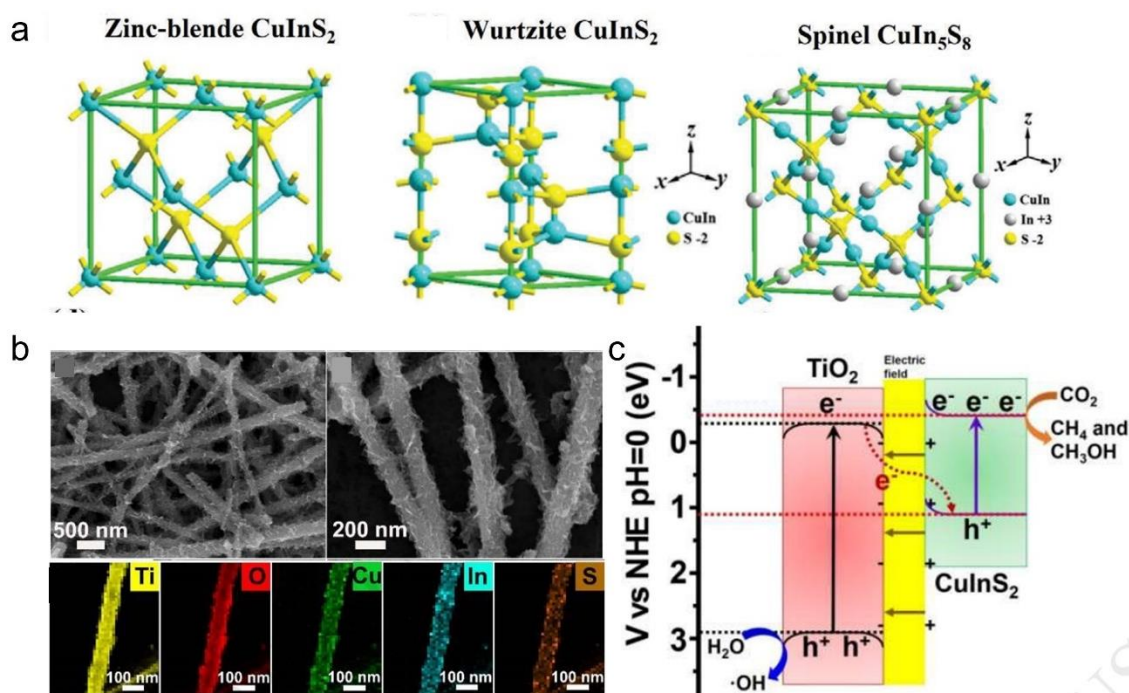 a
Zinc-blende CuInS₂
Wurtzite CuInS₂
Spinel CuIn₅S₈
z
x
y
CuIn
S -2
z
x
y
CuIn
In +3
S -2
b
500 nm
200 nm
Ti
O
Cu
In
S
100 nm
100 nm
100 nm
100 nm
100 nm
c
V vs NHE pH=0 (eV)
-1
0
1
2
3
TiO₂
Electric
field
e⁻
e⁻ e⁻ e⁻
CO₂
CH₄ and
CH₃OH
+
e⁻
+
h⁺
+
+
CuInS₂
+
H₂O
h⁺ h⁺
·OH